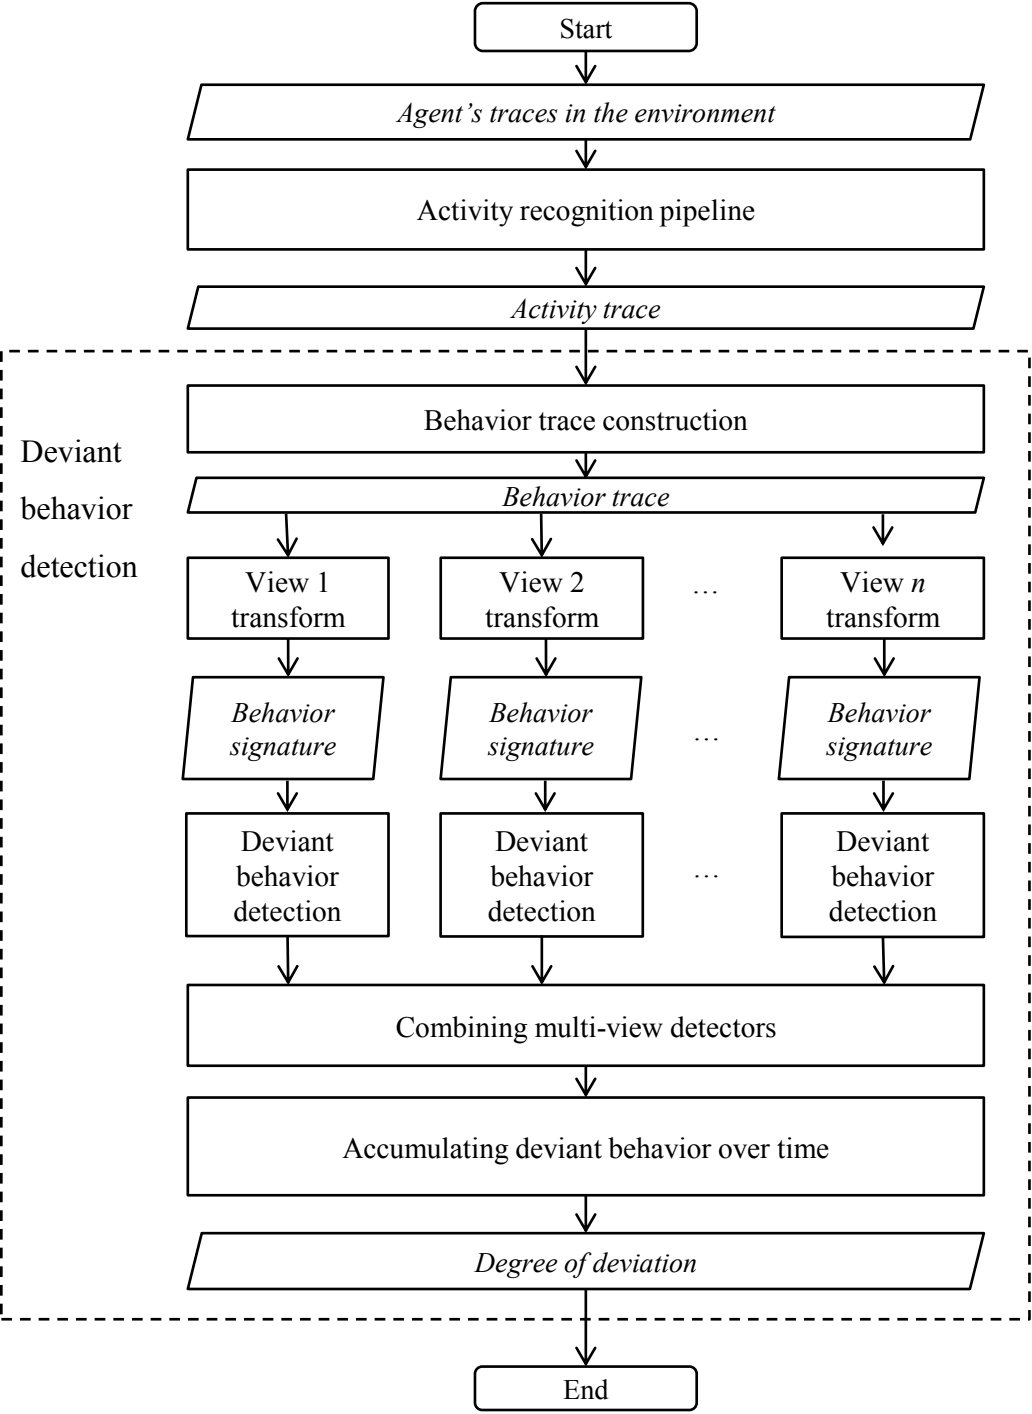 Start
Agent’s traces in the environment
Activity recognition pipeline
Activity trace
Deviant
behavior
detection
Behavior trace construction
Behavior trace
View 1
transform
View 2
transform
…
View n
transform
Behavior
signature
Behavior
signature
…
Behavior
signature
Deviant
behavior
detection
Deviant
behavior
detection
…
Deviant
behavior
detection
Combining multi-view detectors
Accumulating deviant behavior over time
Degree of deviation
End